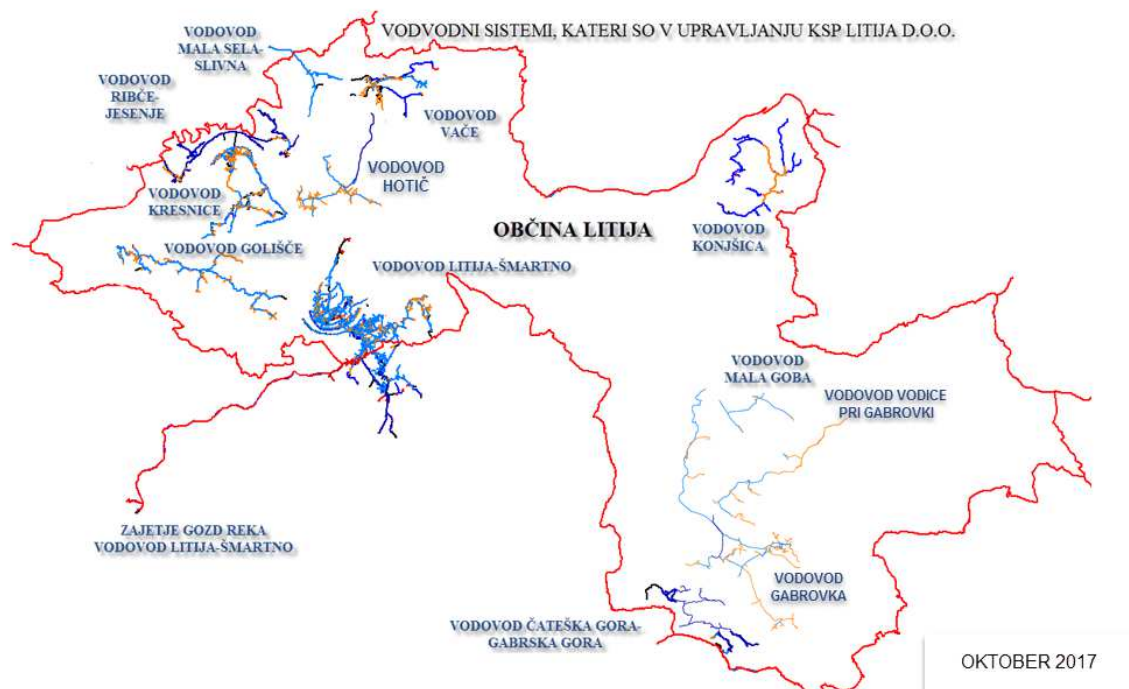 VODVODNI SISTEMI, KATERI SO V UPRAVLJANJU KSP LITIJA D.O.O.
VODOVOD
MALA SELA-
SLIVNA
VODOVOD
RIBČE-
JESENJE
VODOVOD
VAČE
VODOVOD
HOTIČ
VODOVOD
KRESNICE
VODOVOD GOLIŠČE
OBČINA LITIJA
VODOVOD
KONJŠICA
VODOVOD LITIJA-ŠMARTNO
VODOVOD
MALA GOBA
VODOVOD VODICE
PRI GABROVKI
ZAJETJE GOZD REKA
VODOVOD LITIJA-ŠMARTNO
VODOVOD
GABROVKA
VODOVOD ČATEŠKA GORA-
GABRSKA GORA
OKTOBER 2017